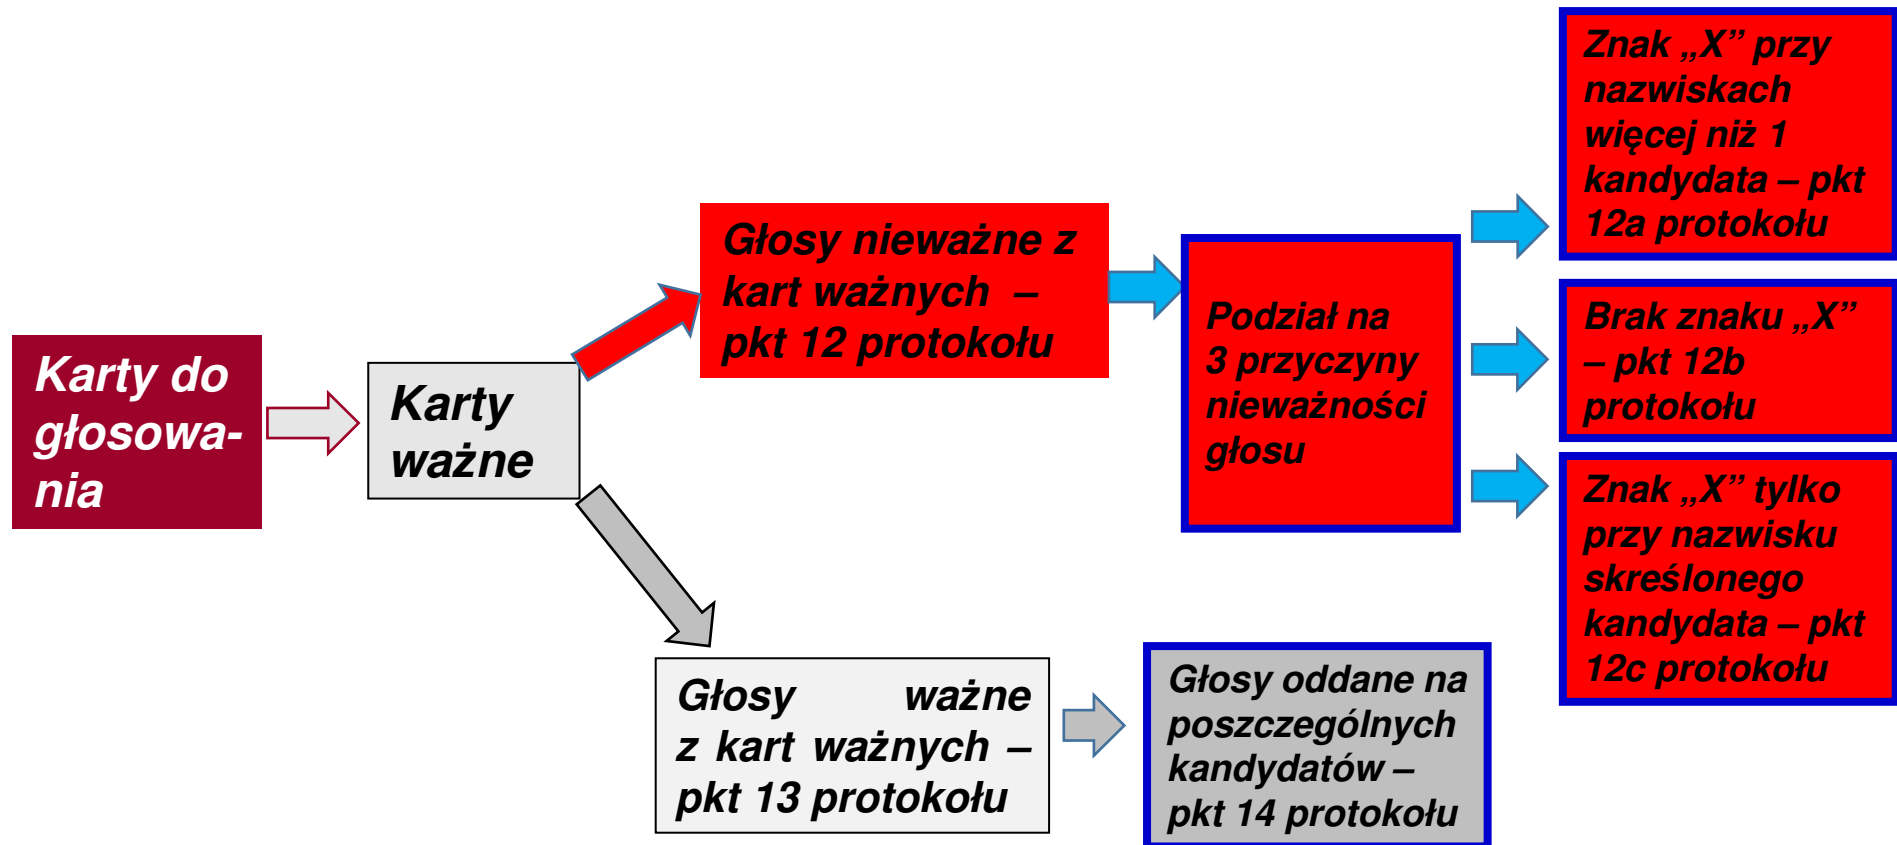 Karty do
głosowa-
nia
Karty
ważne
Głosy nieważne z
kart ważnych –
pkt 12 protokołu
Podział na
3 przyczyny
nieważności
głosu
Znak „X” przy
nazwiskach
więcej niż 1
kandydata – pkt
12a protokołu
Brak znaku „X”
– pkt 12b
protokołu
Znak „X” tylko
przy nazwisku
skreślonego
kandydata – pkt
12c protokołu
Głosy ważne
z kart ważnych –
pkt 13 protokołu
Głosy oddane na
poszczególnych
kandydatów –
pkt 14 protokołu